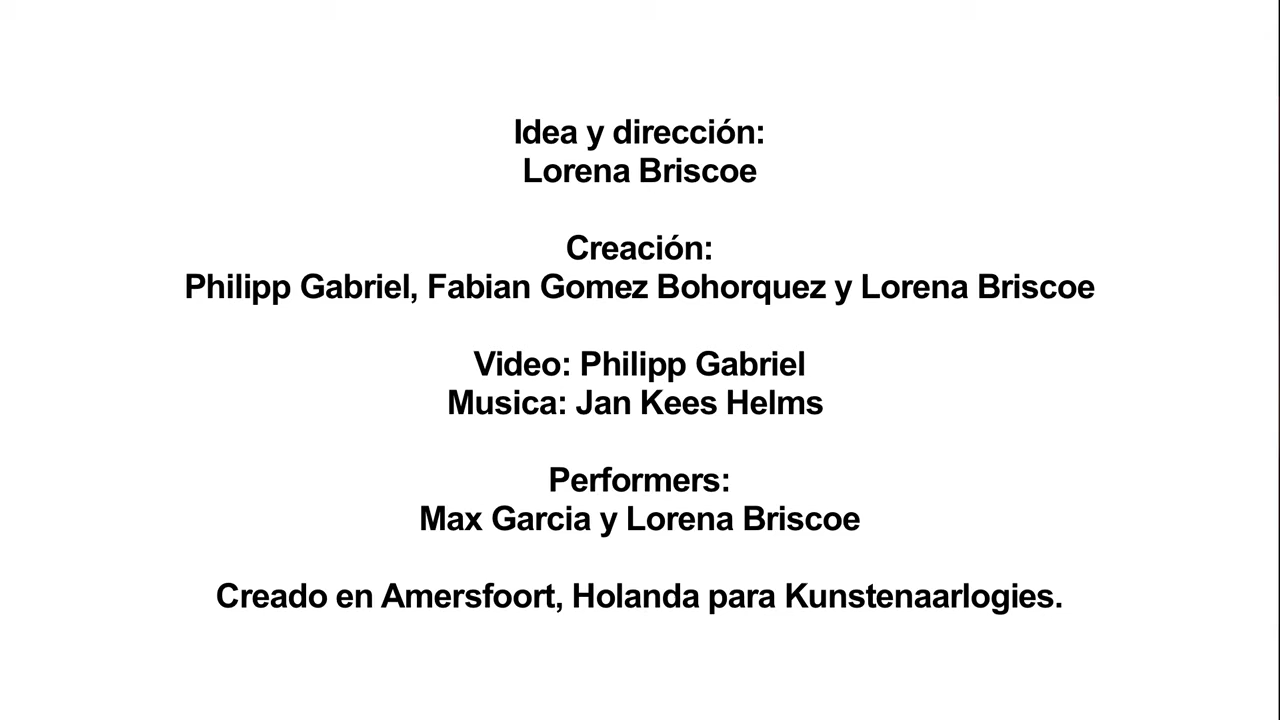 Idea y dirección:
Lorena Briscoe
Creación:
Philipp Gabriel, Fabian Gomez Bohorquez y Lorena Briscoe
Video: Philipp Gabriel
Musica: Jan Kees Helms
Performers:
Max Garcia y Lorena Briscoe
Creado en Amersfoort, Holanda para Kunstenaarlogies.